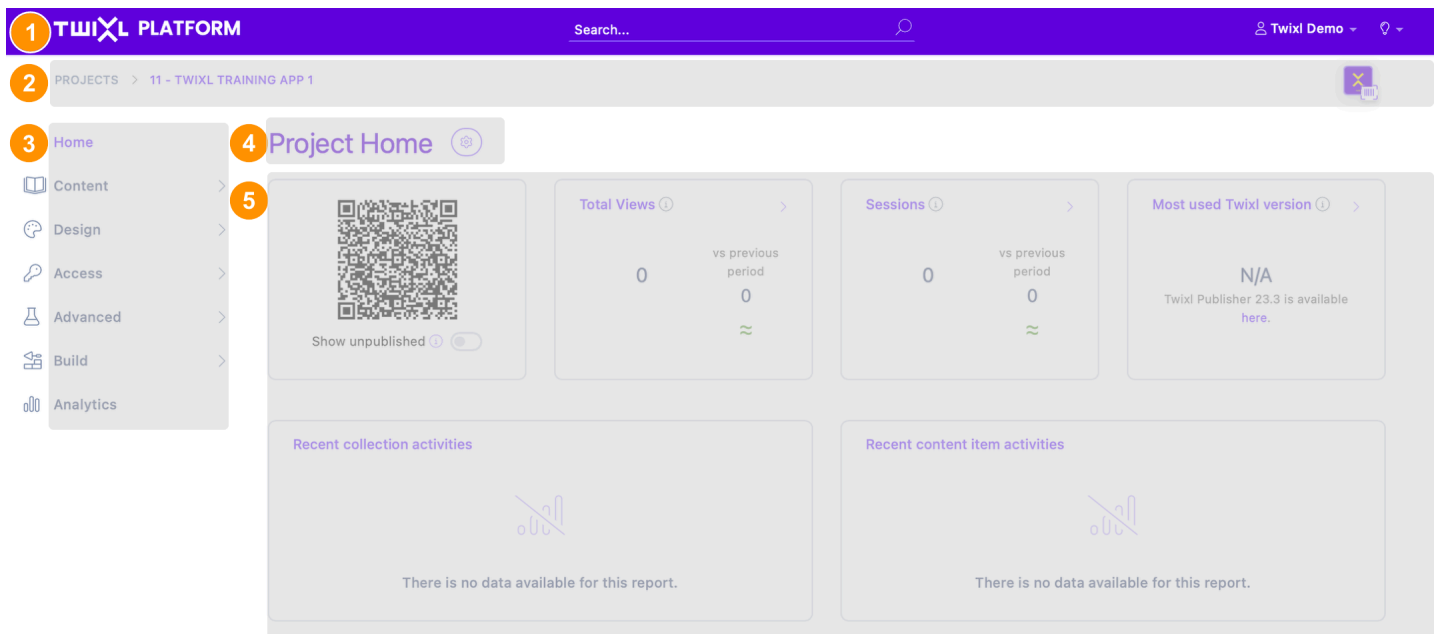 1 TWIXL PLATFORM Search... Twixl Demo
2 PROJECTS > 11 - TWIXL TRAINING APP 1
3 Home
Content
Design
Access
Advanced
Build
Analytics
4 Project Home
5
Show unpublished
Total Views
0
vs previous
period
0
≈
Sessions
0
vs previous
period
0
≈
Most used Twixl version
N/A
Twixl Publisher 23.3 is available
here.
Recent collection activities
There is no data available for this report.
Recent content item activities
There is no data available for this report.